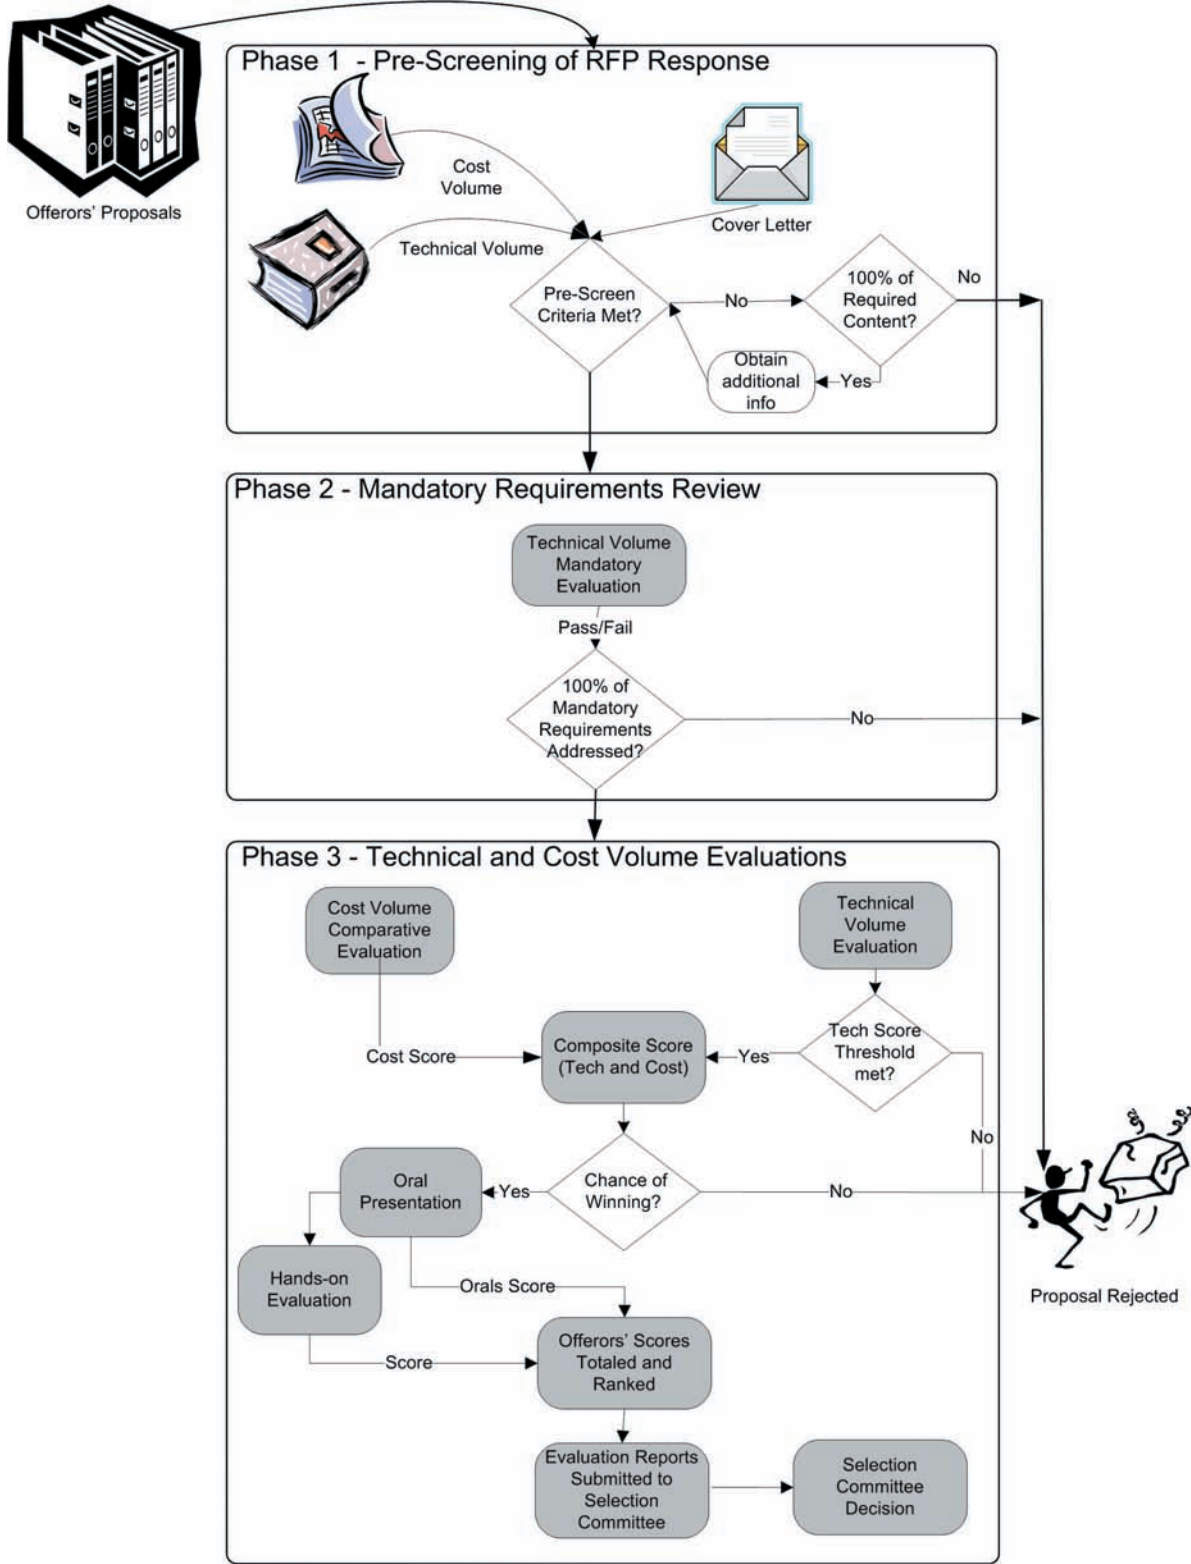 Offerors' Proposals
Phase 1 - Pre-Screening of RFP Response
Cost
Volume
Technical Volume
Cover Letter
Pre-Screen
Criteria Met?
No
100% of
Required
Content?
No
Yes
Obtain
additional
info
Phase 2 - Mandatory Requirements Review
Technical Volume
Mandatory
Evaluation
Pass/Fail
100% of
Mandatory
Requirements
Addressed?
No
Phase 3 - Technical and Cost Volume Evaluations
Cost Volume
Comparative
Evaluation
Technical
Volume
Evaluation
Cost Score
Composite Score
(Tech and Cost)
Yes
Tech Score
Threshold
met?
No
Oral
Presentation
Yes
Chance of
Winning?
No
Hands-on
Evaluation
Orals Score
Proposal Rejected
Score
Offerors' Scores
Totaled and
Ranked
Evaluation Reports
Submitted to
Selection
Committee
Selection
Committee
Decision